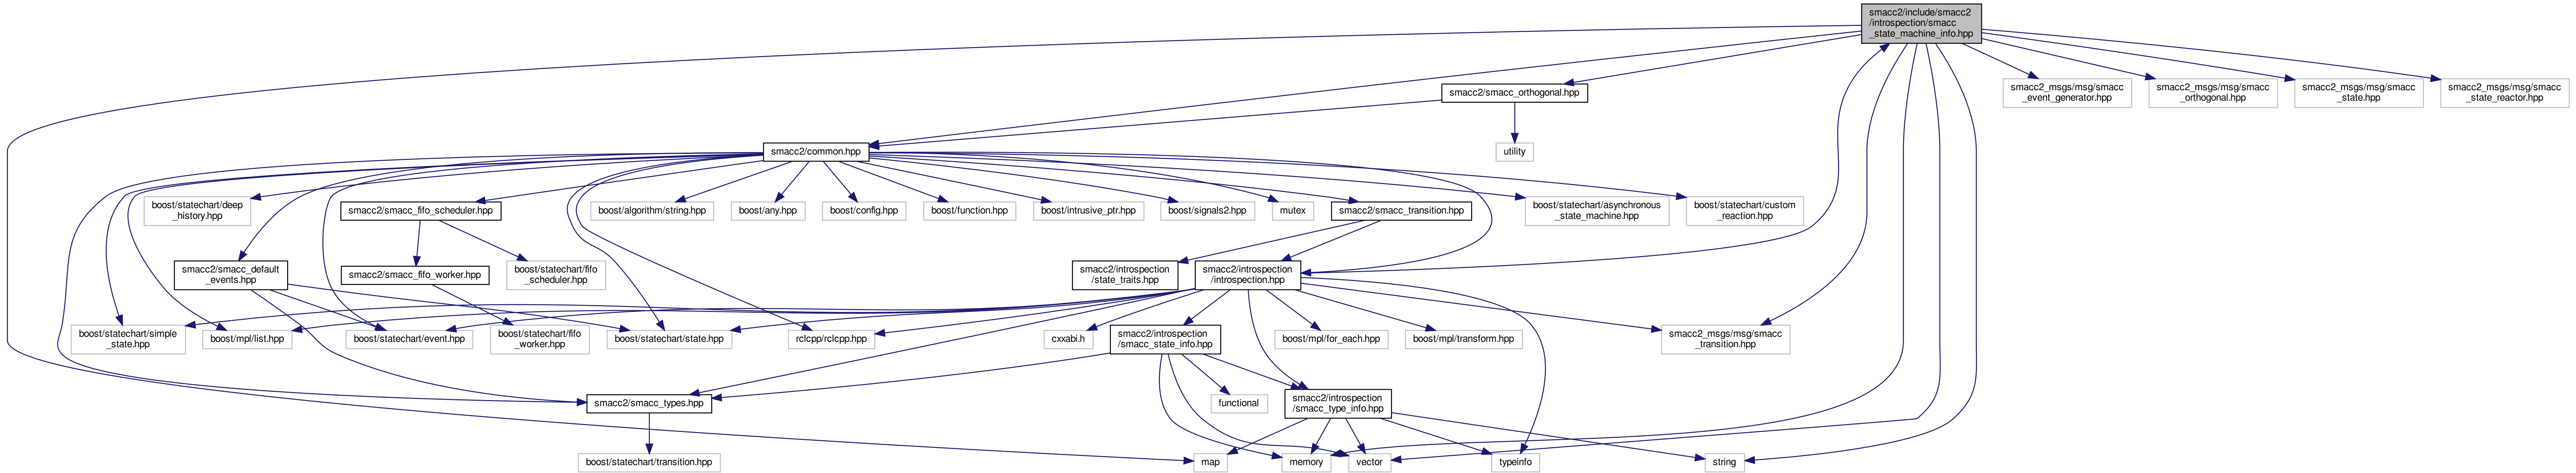 smacc2/include/smacc2
/introspection/smacc
_state_machine_info.hpp
smacc2/smacc_orthogonal.hpp
smacc2_msgs/msg/smacc
_event_generator.hpp
smacc2_msgs/msg/smacc
_orthogonal.hpp
smacc2_msgs/msg/smacc
_state.hpp
smacc2_msgs/msg/smacc
_state_reactor.hpp
smacc2/common.hpp
utility
boost/statechart/deep
_history.hpp
smacc2/smacc_fifo_scheduler.hpp
boost/algorithm/string.hpp
boost/any.hpp
boost/config.hpp
boost/function.hpp
boost/intrusive_ptr.hpp
boost/signals2.hpp
mutex
smacc2/smacc_transition.hpp
boost/statechart/asynchronous
_state_machine.hpp
boost/statechart/custom
_reaction.hpp
smacc2/smacc_default
_events.hpp
smacc2/smacc_fifo_worker.hpp
boost/statechart/fifo
_scheduler.hpp
smacc2/introspection
/state_traits.hpp
smacc2/introspection
/introspection.hpp
boost/statechart/simple
_state.hpp
boost/mpl/list.hpp
boost/statechart/event.hpp
boost/statechart/fifo
_worker.hpp
boost/statechart/state.hpp
rclcpp/rclcpp.hpp
cxxabi.h
smacc2/introspection
/smacc_state_info.hpp
boost/mpl/for_each.hpp
boost/mpl/transform.hpp
smacc2_msgs/msg/smacc
_transition.hpp
smacc2/smacc_types.hpp
functional
smacc2/introspection
/smacc_type_info.hpp
boost/statechart/transition.hpp
map
memory
vector
typeinfo
string